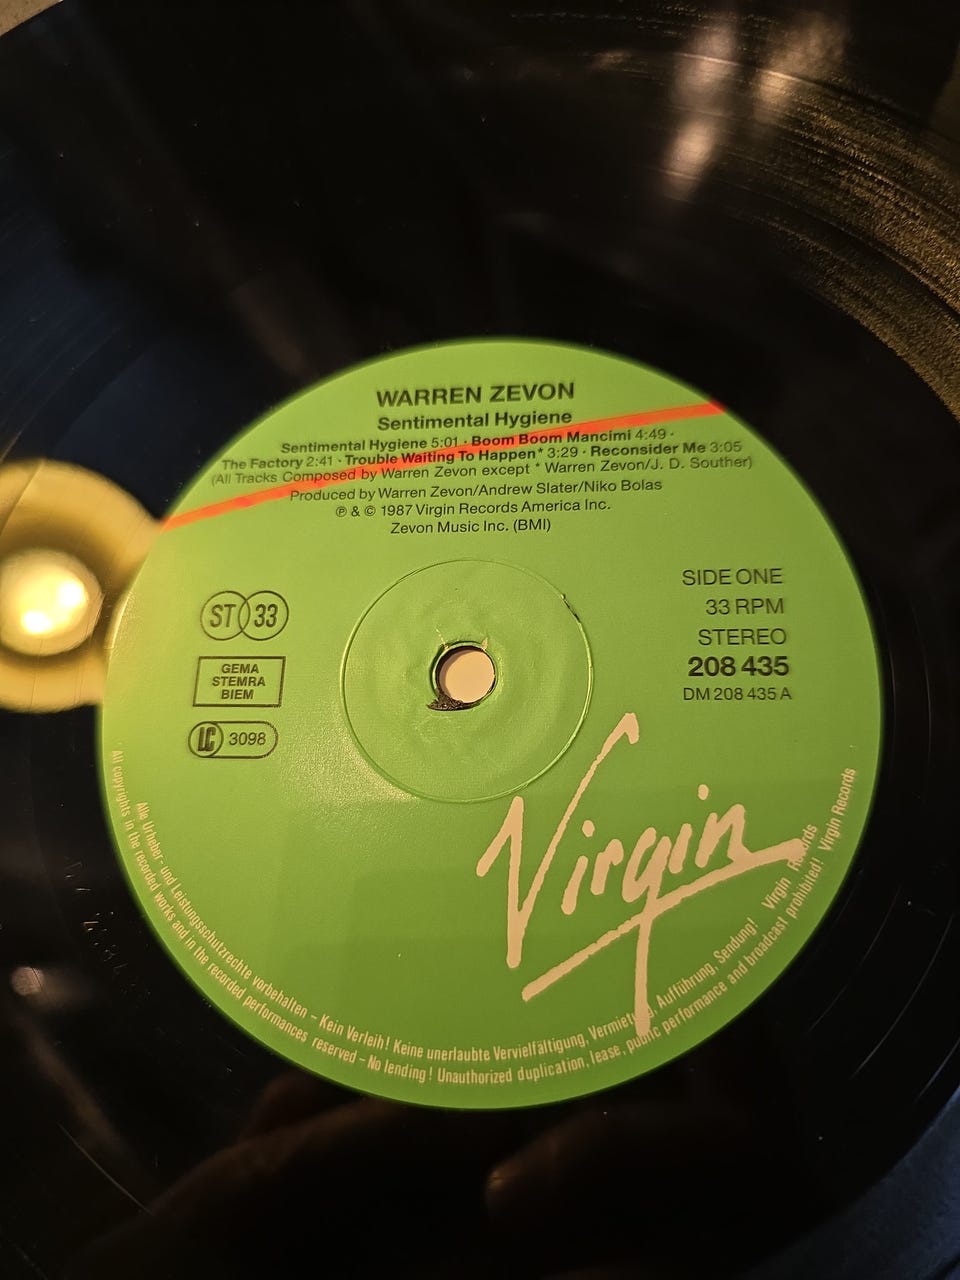 WARREN ZEVON
Sentimental Hygiene
Sentimental Hygiene 5:01 · Boom Boom Mancimi 4:49 ·
The Factory 2:41 · Trouble Waiting To Happen* 3:29 · Reconsider Me 3:05
(All Tracks Composed by Warren Zevon except * Warren Zevon/J. D. Souther)
Produced by Warren Zevon/Andrew Slater/Niko Bolas
℗ & © 1987 Virgin Records America Inc.
Zevon Music Inc. (BMI)
ST 33
GEMA
STEMRA
BIEM
LC 3098
SIDE ONE
33 RPM
STEREO
208 435
DM 208 435 A
Virgin
Alle Urheber- und Leistungsschutzrechte vorbehalten – Kein Verleih! Keine unerlaubte Vervielfältigung, Aufführung, Sendung! Virgin Records
All copyrights in the recorded works and in the recorded performances reserved – No lending! Unauthorized duplication, lease, public performance and broadcast prohibited! Virgin Records